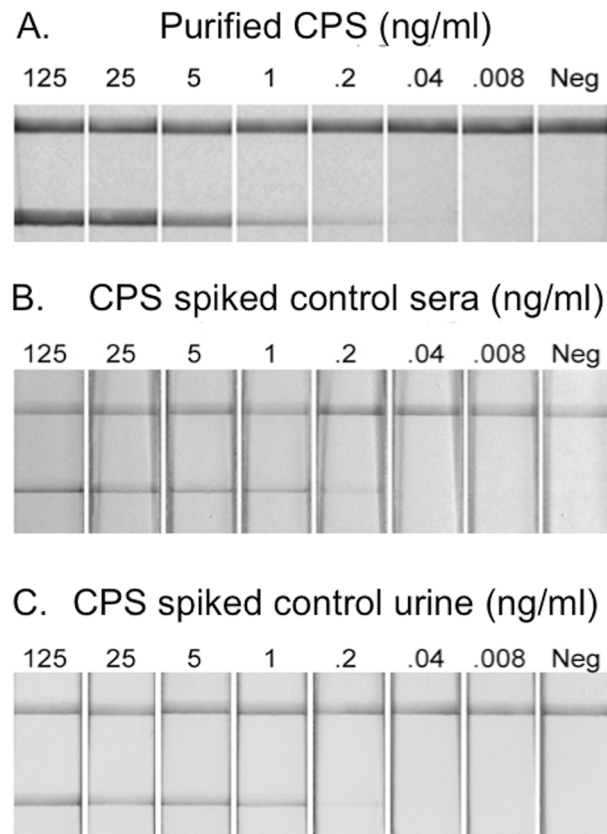 A. Purified CPS (ng/ml)
125 25 5 1 .2 .04 .008 Neg
B. CPS spiked control sera (ng/ml)
125 25 5 1 .2 .04 .008 Neg
C. CPS spiked control urine (ng/ml)
125 25 5 1 .2 .04 .008 Neg